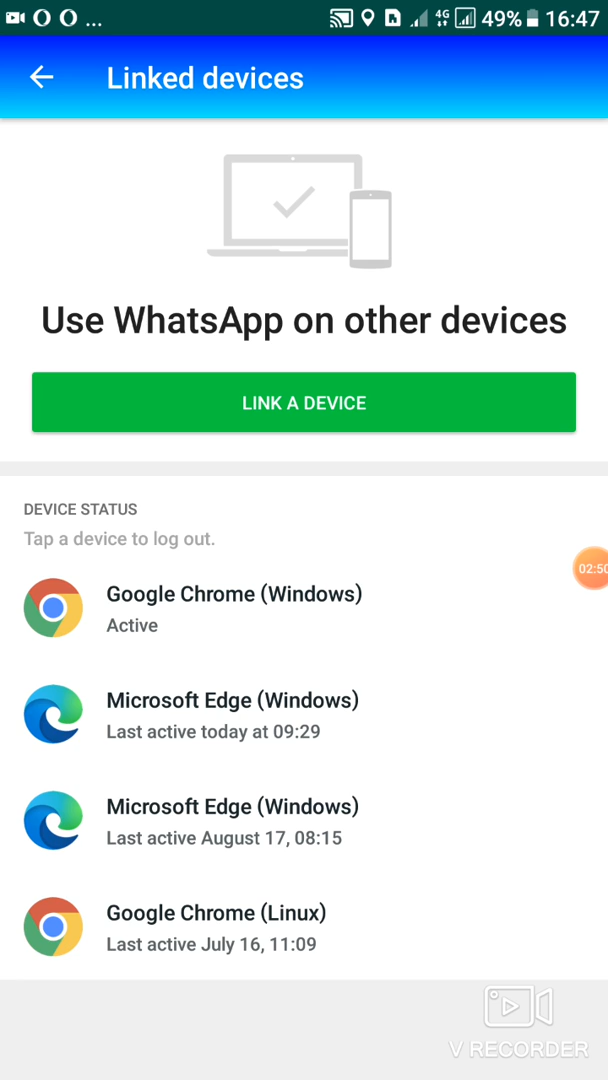 ... 4G 49% 16:47
Linked devices
Use WhatsApp on other devices
LINK A DEVICE
DEVICE STATUS
Tap a device to log out.
02:50
Google Chrome (Windows)
Active
Microsoft Edge (Windows)
Last active today at 09:29
Microsoft Edge (Windows)
Last active August 17, 08:15
Google Chrome (Linux)
Last active July 16, 11:09
V RECORDER